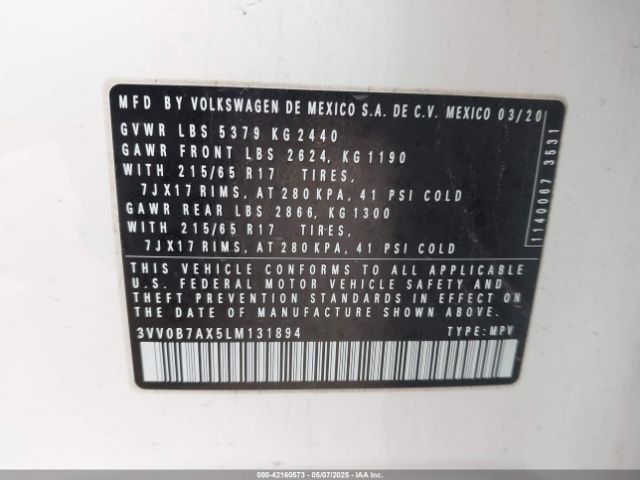 MFD BY VOLKSWAGEN DE MEXICO S.A. DE C.V. MEXICO 03/20
GVWR LBS 5379 KG 2440
GAWR FRONT LBS 2624, KG 1190
WITH 215/65 R17 TIRES,
7JX17 RIMS, AT 280 KPA, 41 PSI COLD
GAWR REAR LBS 2866, KG 1300
WITH 215/65 R17 TIRES,
7JX17 RIMS, AT 280 KPA, 41 PSI COLD
THIS VEHICLE CONFORMS TO ALL APPLICABLE
U.S. FEDERAL MOTOR VEHICLE SAFETY AND
THEFT PREVENTION STANDARDS IN EFFECT ON
THE DATE OF MANUFACTURE SHOWN ABOVE
3VV0B7AX5LM131894 TYPE: MPV
1140067 3531
000-42160573 - 05/07/2025 - IAAI.COM